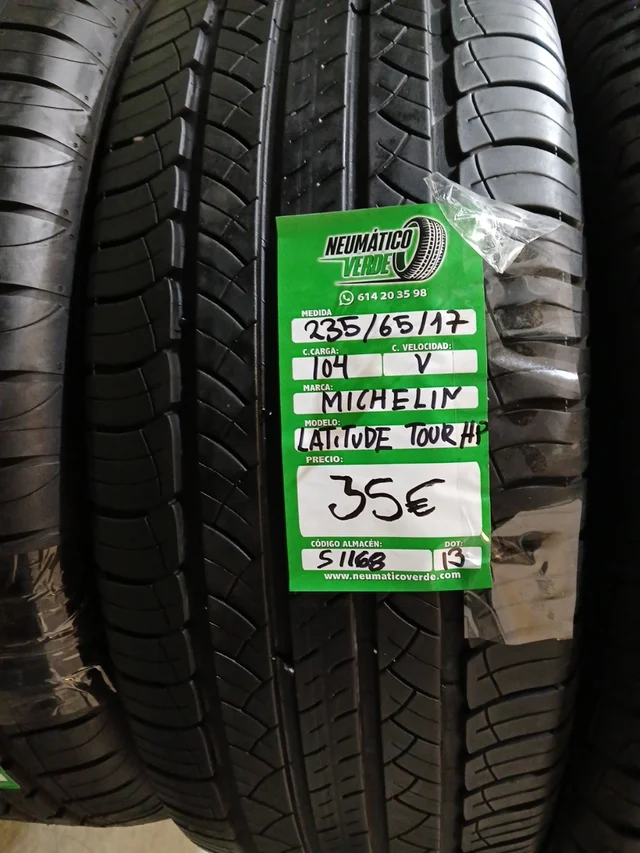 NEUMÁTICO
VERDE
614 20 35 98
MEDIDA
235/65/17
C.CARGA: C. VELOCIDAD:
104 V
MARCA:
MICHELIN
MODELO:
LATITUDE TOUR HP
PRECIO:
35€
CÓDIGO ALMACÉN: DOT:
S1168 13
www.neumaticoverde.com